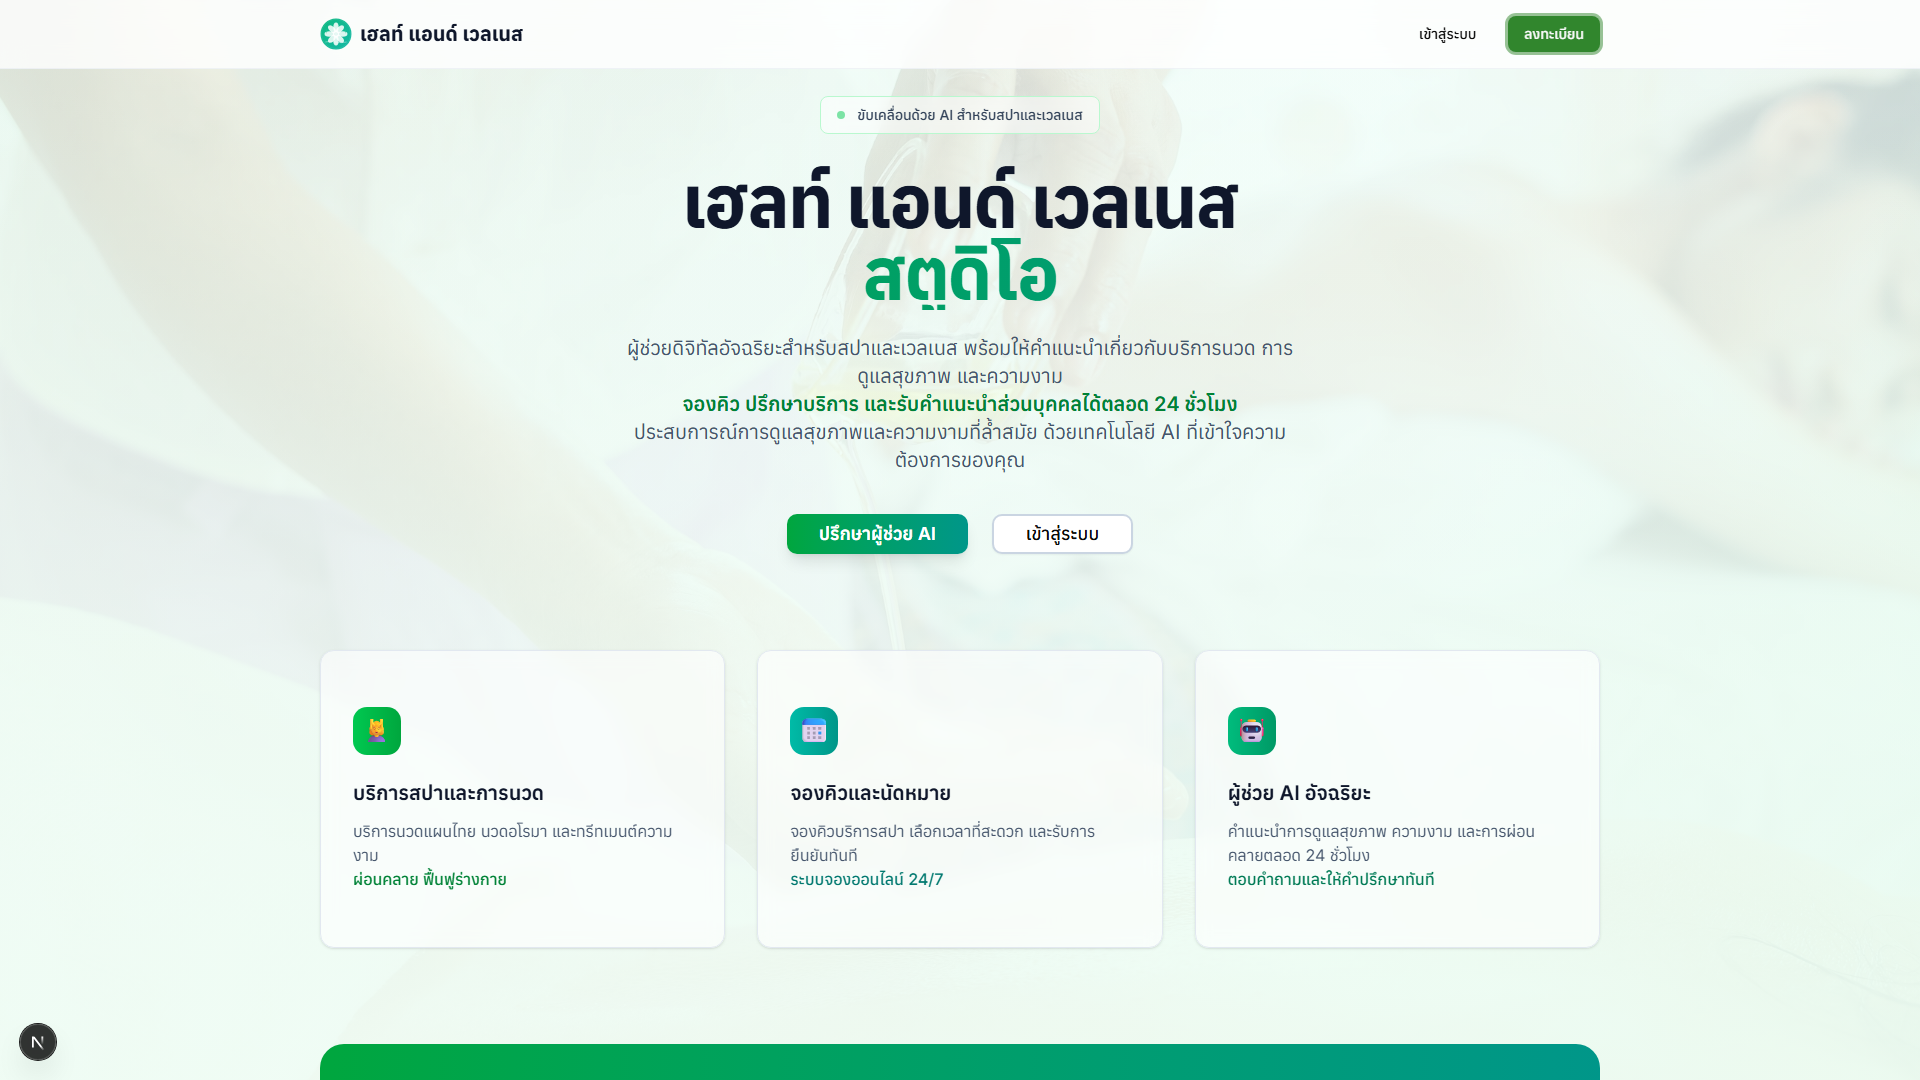 เฮลท์ แอนด์ เวลเนส
เข้าสู่ระบบ
ลงทะเบียน
ขับเคลื่อนด้วย AI สำหรับสปาและเวลเนส
เฮลท์ แอนด์ เวลเนส
สตูดิโอ
ผู้ช่วยดิจิทัลอัจฉริยะสำหรับสปาและเวลเนส พร้อมให้คำแนะนำเกี่ยวกับบริการนวด การ
ดูแลสุขภาพ และความงาม
จองคิว ปรึกษาบริการ และรับคำแนะนำส่วนบุคคลได้ตลอด 24 ชั่วโมง
ประสบการณ์การดูแลสุขภาพและความงามที่ล้ำสมัย ด้วยเทคโนโลยี AI ที่เข้าใจความ
ต้องการของคุณ
ปรึกษาผู้ช่วย AI
เข้าสู่ระบบ
บริการสปาและการนวด
บริการนวดแผนไทย นวดอโรมา และทรีทเมนต์ความ
งาม
ผ่อนคลาย ฟื้นฟูร่างกาย
จองคิวและนัดหมาย
จองคิวบริการสปา เลือกเวลาที่สะดวก และรับการ
ยืนยันทันที
ระบบจองออนไลน์ 24/7
ผู้ช่วย AI อัจฉริยะ
คำแนะนำการดูแลสุขภาพ ความงาม และการผ่อน
คลายตลอด 24 ชั่วโมง
ตอบคำถามและให้คำปรึกษาทันที
N